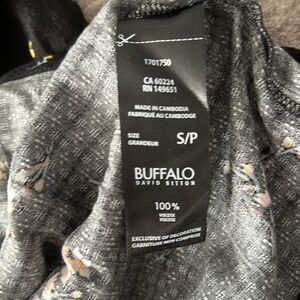 1701750
CA 60224
RN 149651
MADE IN CAMBODIA
FABRIQUÉ AU CAMBODGE
SIZE
GRANDEUR
S/P
BUFFALO
DAVID BITTON
100%
VISCOSE
VISCOSE
EXCLUSIVE OF DECORATION
GARNITURE NON COMPRISE